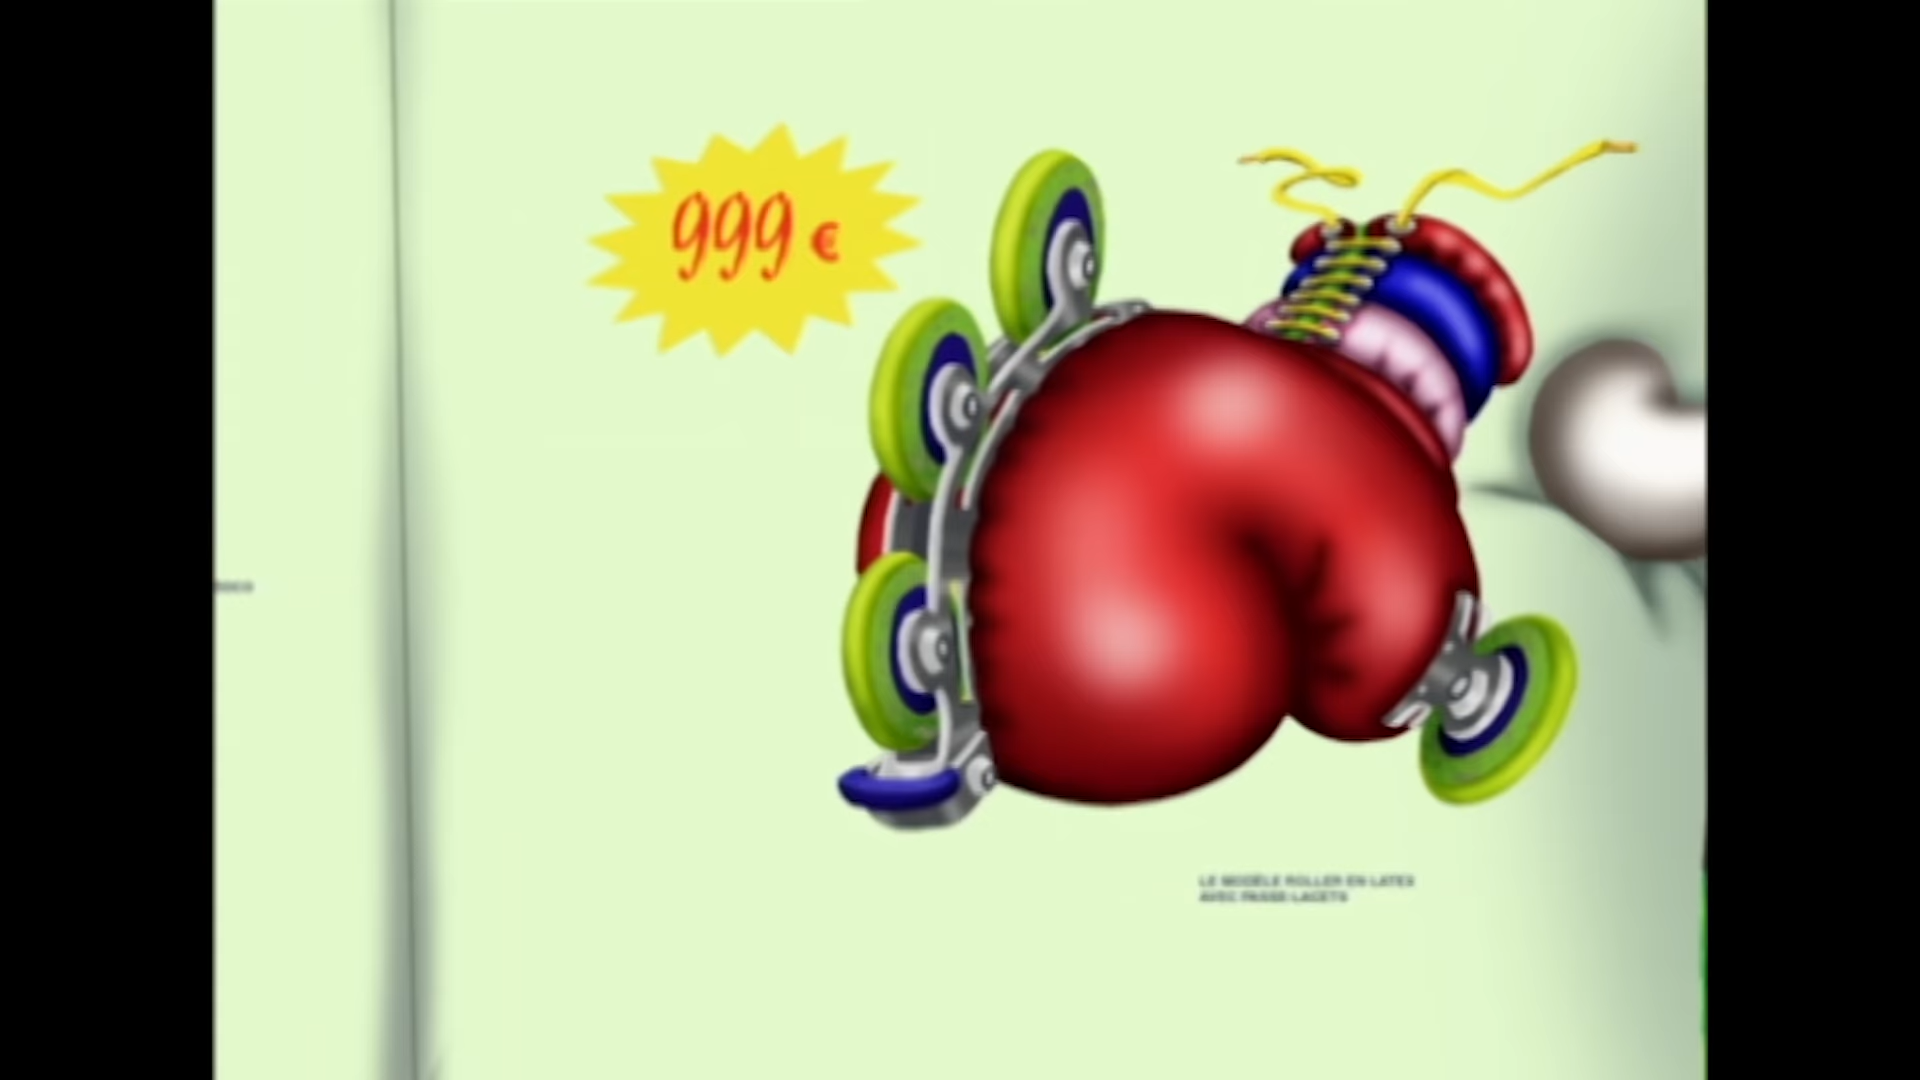 999 €
LE MODÈLE ROLLER EN LATEX
AVEC PASSE-LACETS